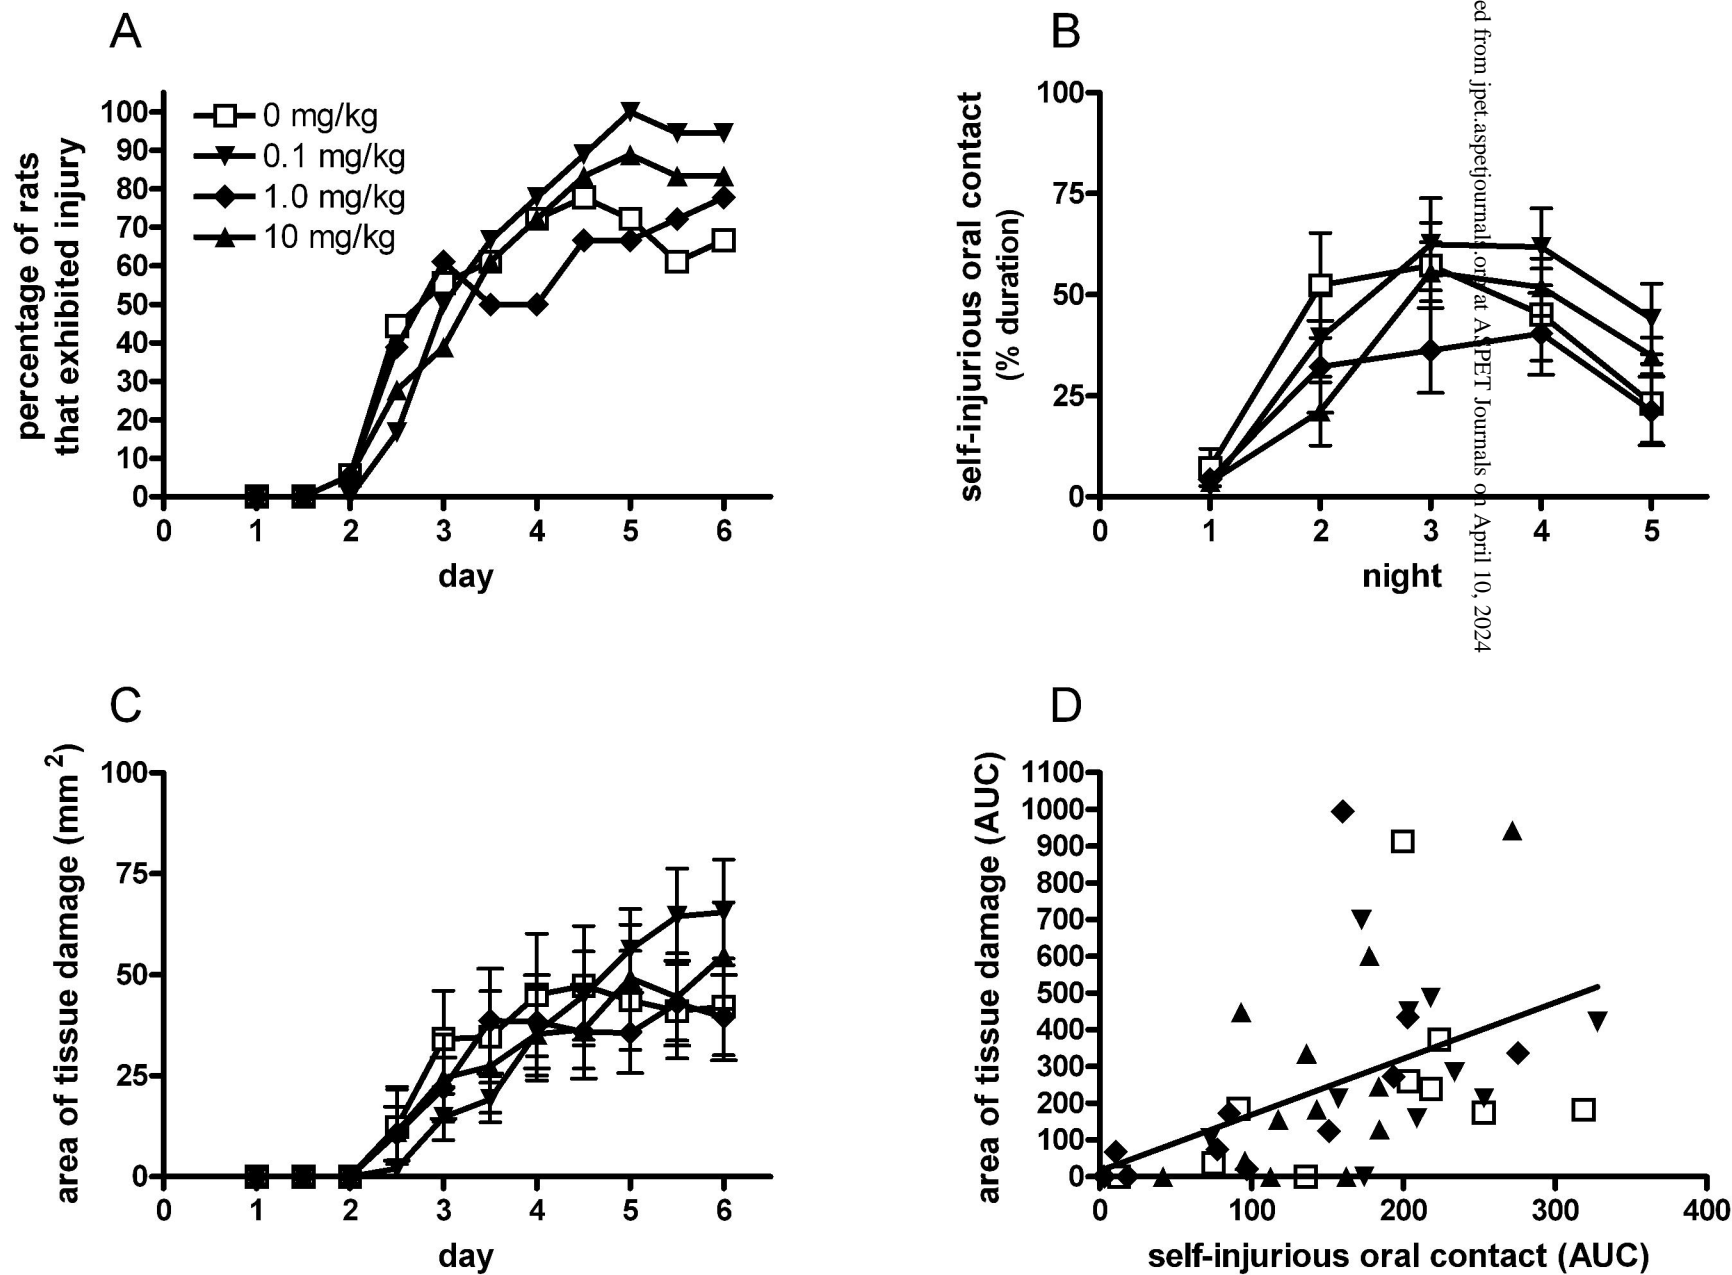 A
percentage of rats
that exhibited injury
100
90
80
70
60
50
40
30
20
10
0
0 mg/kg
0.1 mg/kg
1.0 mg/kg
10 mg/kg
0 1 2 3 4 5 6
day
B
self-injurious oral contact
(% duration)
100
75
50
25
0
0 1 2 3 4 5
night
ed from jpet.aspetjournals.org at ASPET Journals on April 10, 2024
C
area of tissue damage (mm²)
100
75
50
25
0
0 1 2 3 4 5 6
day
D
area of tissue damage (AUC)
1100
1000
900
800
700
600
500
400
300
200
100
0
0 100 200 300 400
self-injurious oral contact (AUC)